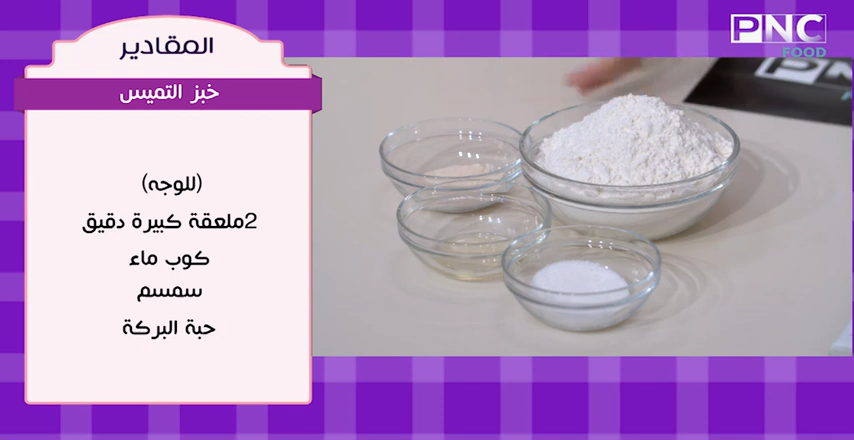 المقادير
خبز التميس
(للوجه)
2ملعقة كبيرة دقيق
كوب ماء
سمسم
حبة البركة
PNC
FOOD